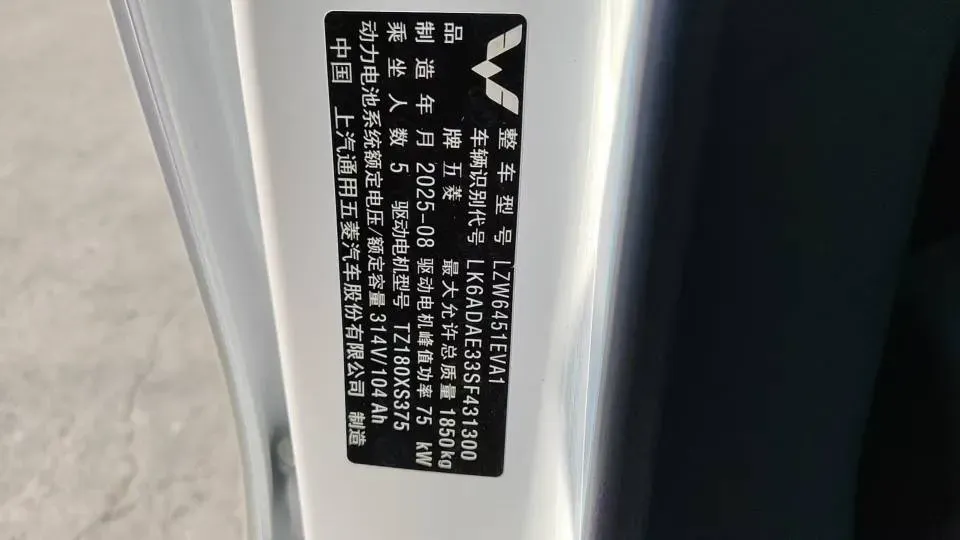 整车型号 LZW6451EVA1
车辆识别代号 LK6ADAE33SF431300
品牌 五菱 最大允许总质量 1850kg
制造年月 2025-08 驱动电机峰值功率 75 kW
乘坐人数 5 驱动电机型号 TZ180XS375
动力电池系统额定电压/额定容量 314V/104Ah
中国 上汽通用五菱汽车股份有限公司 制造